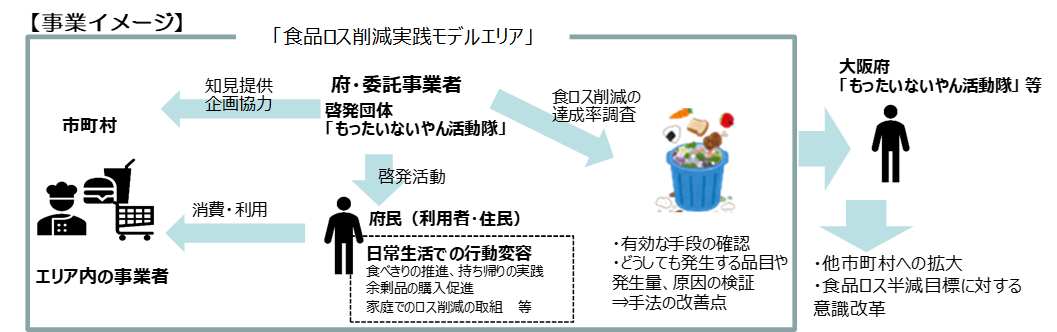 【事業イメージ】
「食品ロス削減実践モデルエリア」
知見提供
企画協力
府・委託事業者
啓発団体
「もったいないやん活動隊」
食ロス削減の
達成率調査
市町村
啓発活動
消費・利用
エリア内の事業者
府民（利用者・住民）
日常生活での行動変容
食べきりの推進、持ち帰りの実践
余剰品の購入促進
家庭でのロス削減の取組　等
・有効な手段の確認
・どうしても発生する品目や
発生量、原因の検証
⇒手法の改善点
大阪府
「もったいないやん活動隊」等
・他市町村への拡大
・食品ロス半減目標に対する
意識改革